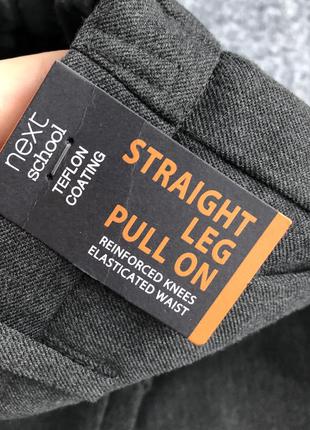 next
school
TEFLON
COATING
STRAIGHT
LEG
PULL ON
REINFORCED KNEES
ELASTICATED WAIST